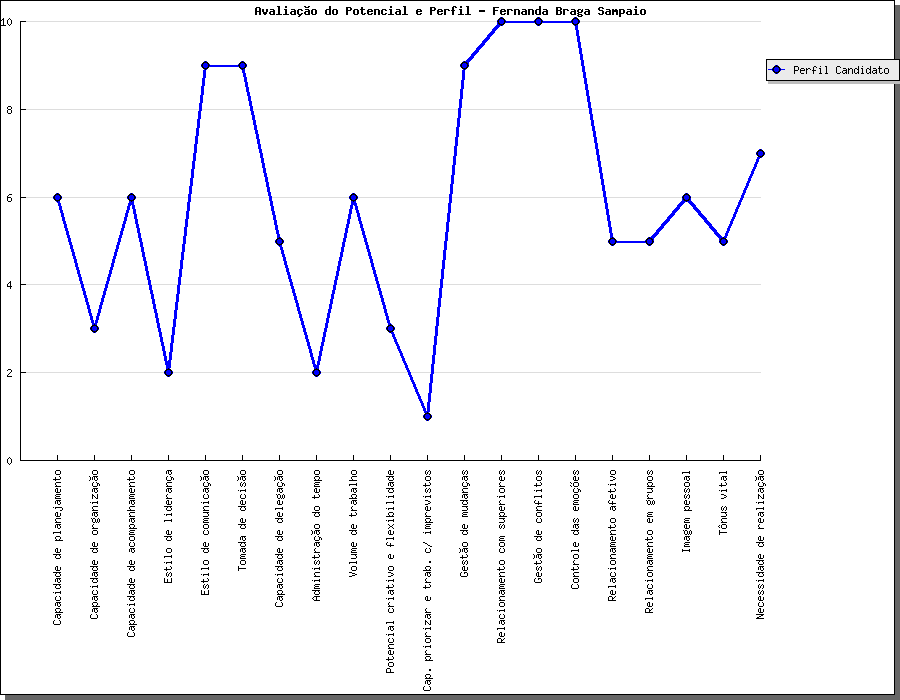 Avaliação do Potencial e Perfil - Fernanda Braga Sampaio
10
8
6
4
2
0
Perfil Candidato
Capacidade de planejamento
Capacidade de organização
Capacidade de acompanhamento
Estilo de liderança
Estilo de comunicação
Tomada de decisão
Capacidade de delegação
Administração do tempo
Volume de trabalho
Potencial criativo e flexibilidade
Cap. priorizar e trab. c/ imprevistos
Gestão de mudanças
Relacionamento com superiores
Gestão de conflitos
Controle das emoções
Relacionamento afetivo
Relacionamento em grupos
Imagem pessoal
Tônus vital
Necessidade de realização